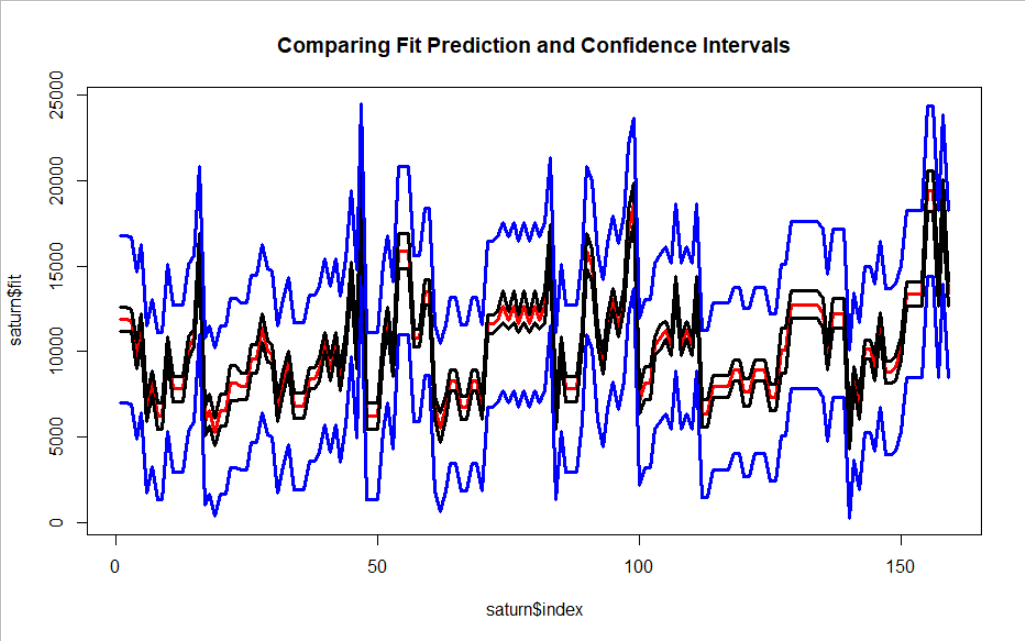 Comparing Fit Prediction and Confidence Intervals
saturn$fit
25000
20000
15000
10000
5000
0
0 50 100 150
saturn$index